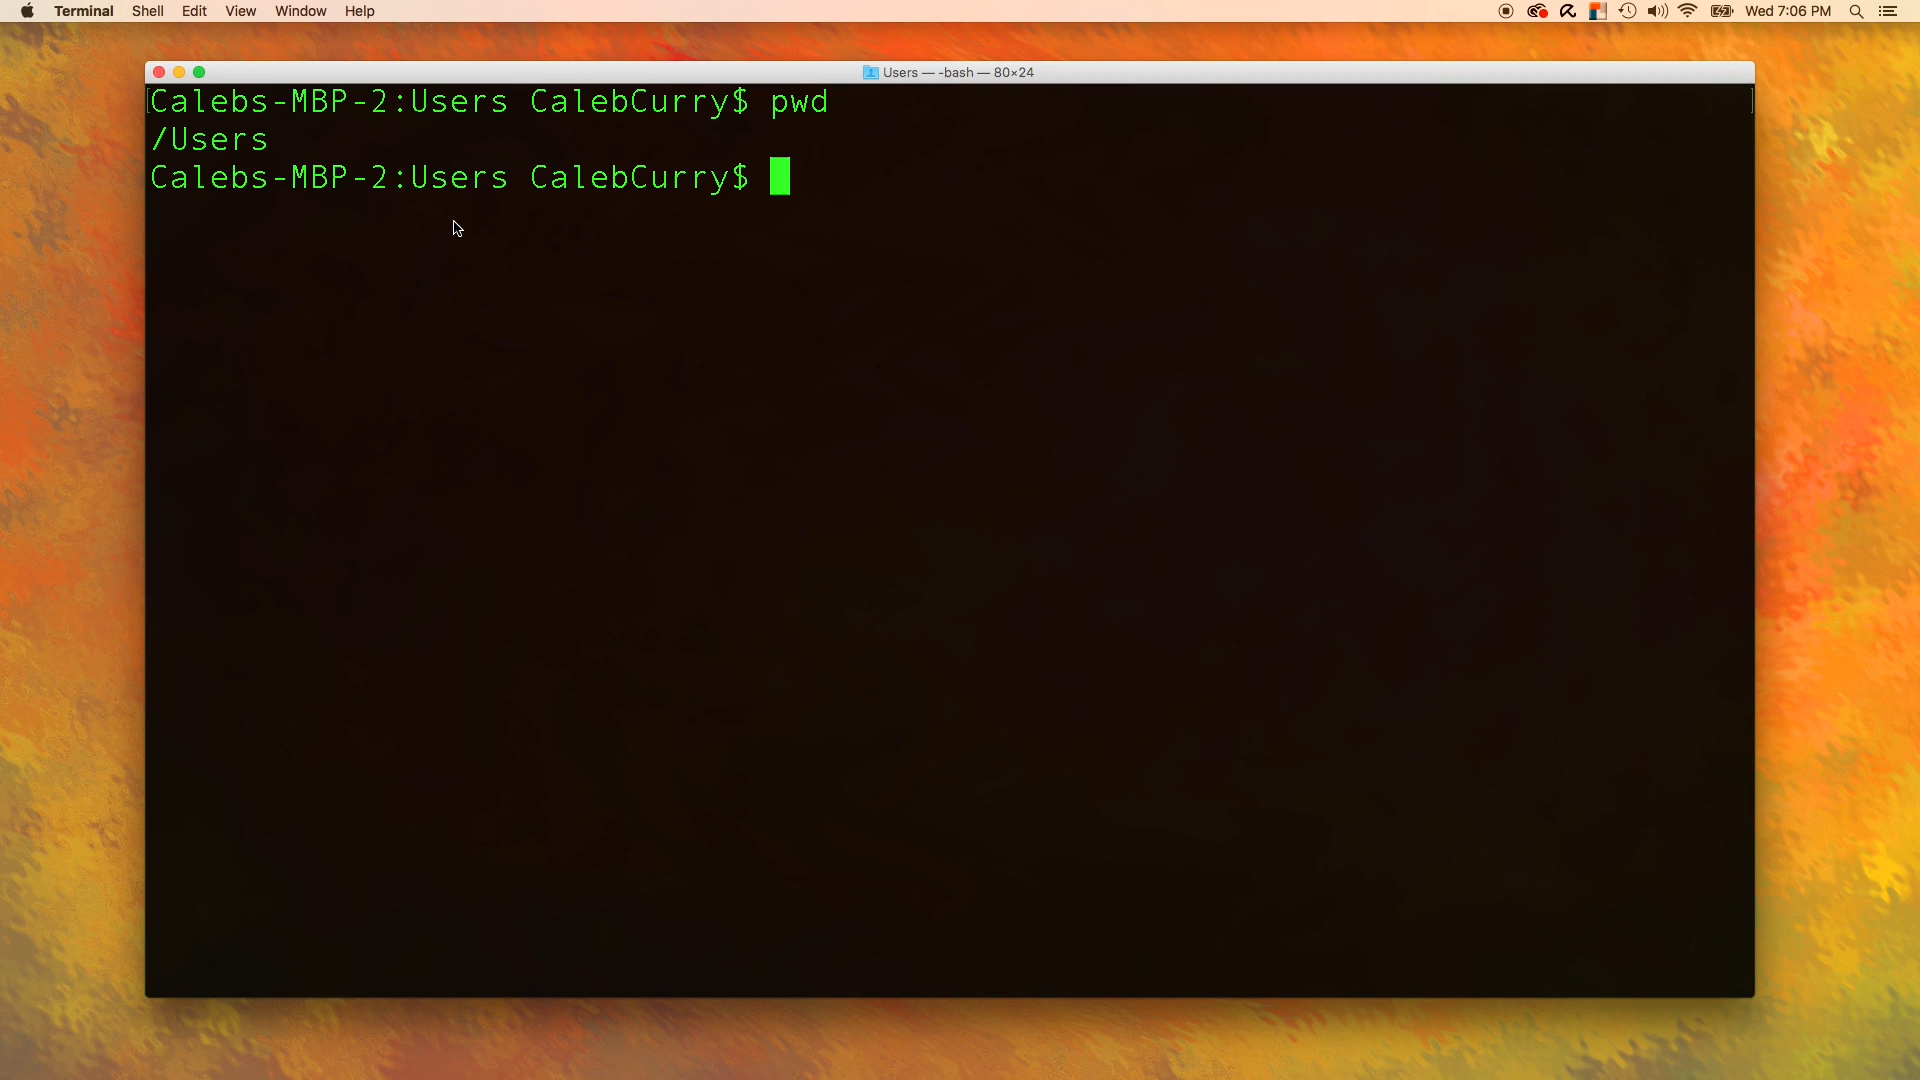 Terminal Shell Edit View Window Help Wed 7:06 PM
Users — -bash — 80×24
Calebs-MBP-2:Users CalebCurry$ pwd
/Users
Calebs-MBP-2:Users CalebCurry$